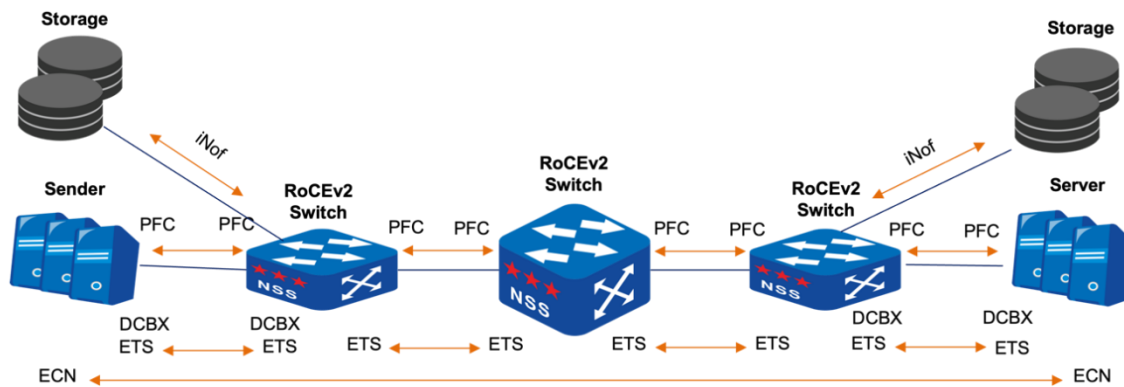 Storage
Storage
iNof
iNof
RoCEv2
Switch
Sender
RoCEv2
Switch
RoCEv2
Switch
Server
PFC
PFC
PFC
PFC
PFC
PFC
PFC
PFC
NSS
NSS
NSS
DCBX
DCBX
DCBX
DCBX
ETS
ETS
ETS
ETS
ETS
ETS
ETS
ETS
ECN
ECN